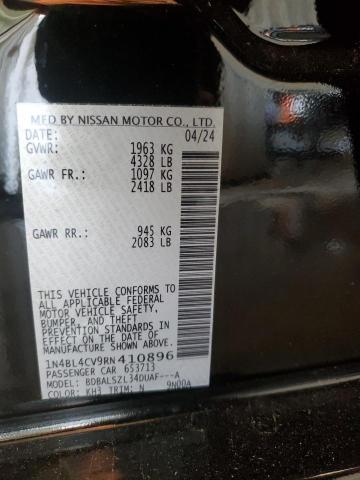 MFD BY NISSAN MOTOR CO., LTD.
DATE: 04/24
GVWR: 1963 KG
4328 LB
GAWR FR.: 1097 KG
2418 LB
GAWR RR.: 945 KG
2083 LB
THIS VEHICLE CONFORMS TO
ALL APPLICABLE FEDERAL
MOTOR VEHICLE SAFETY,
BUMPER, AND THEFT
PREVENTION STANDARDS
IN EFFECT ON THE DATE OF
MANUFACTURE SHOWN ABOVE.
1N4BL4CV9RN410896
PASSENGER CAR 653713
MODEL: BDBALSZL34DUAF---A
COLOR: KH3 TRIM: N 9N00A